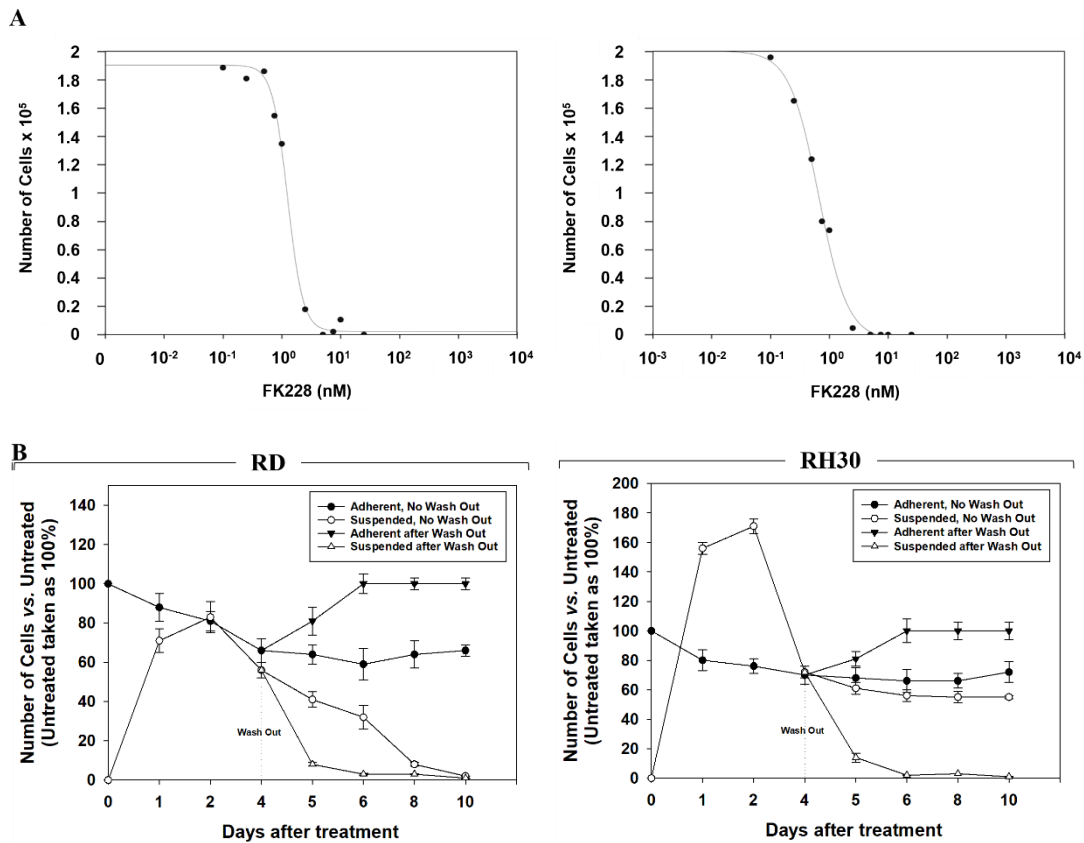 A
Number of Cells x 10⁵
2
1.8
1.6
1.4
1.2
1
0.8
0.6
0.4
0.2
0
0 10⁻² 10⁻¹ 10⁰ 10¹ 10² 10³ 10⁴
FK228 (nM)
Number of Cells x 10⁵
2
1.8
1.6
1.4
1.2
1
0.8
0.6
0.4
0.2
0
10⁻³ 10⁻² 10⁻¹ 10⁰ 10¹ 10² 10³ 10⁴
FK228 (nM)
B
RD
Number of Cells vs. Untreated
(Untreated taken as 100%)
140
120
100
80
60
40
20
0
Adherent, No Wash Out
Suspended, No Wash Out
Adherent after Wash Out
Suspended after Wash Out
Wash Out
0 1 2 4 5 6 8 10
Days after treatment
RH30
Number of Cells vs. Untreated
(Untreated taken as 100%)
200
180
160
140
120
100
80
60
40
20
0
Adherent, No Wash Out
Suspended, No Wash Out
Adherent after Wash Out
Suspended after Wash Out
Wash Out
0 1 2 4 5 6 8 10
Days after treatment